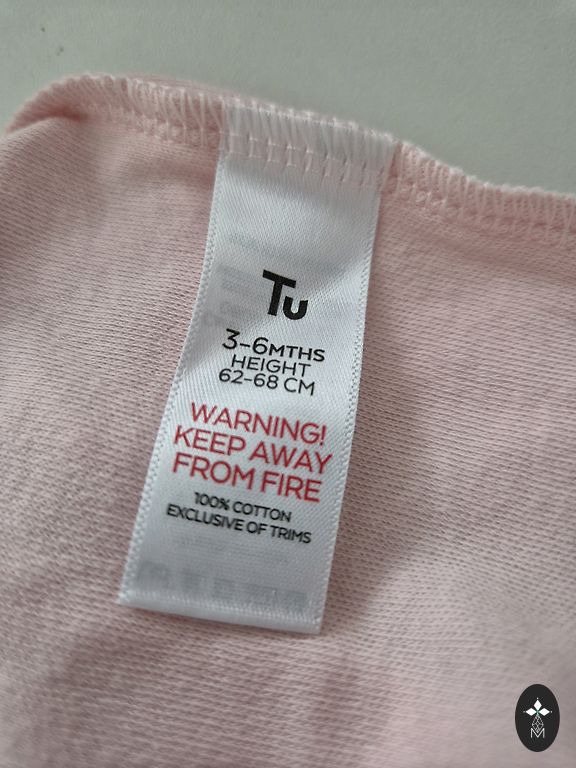 Tu
3-6MTHS
HEIGHT
62-68 CM
WARNING!
KEEP AWAY
FROM FIRE
100% COTTON
EXCLUSIVE OF TRIMS
M